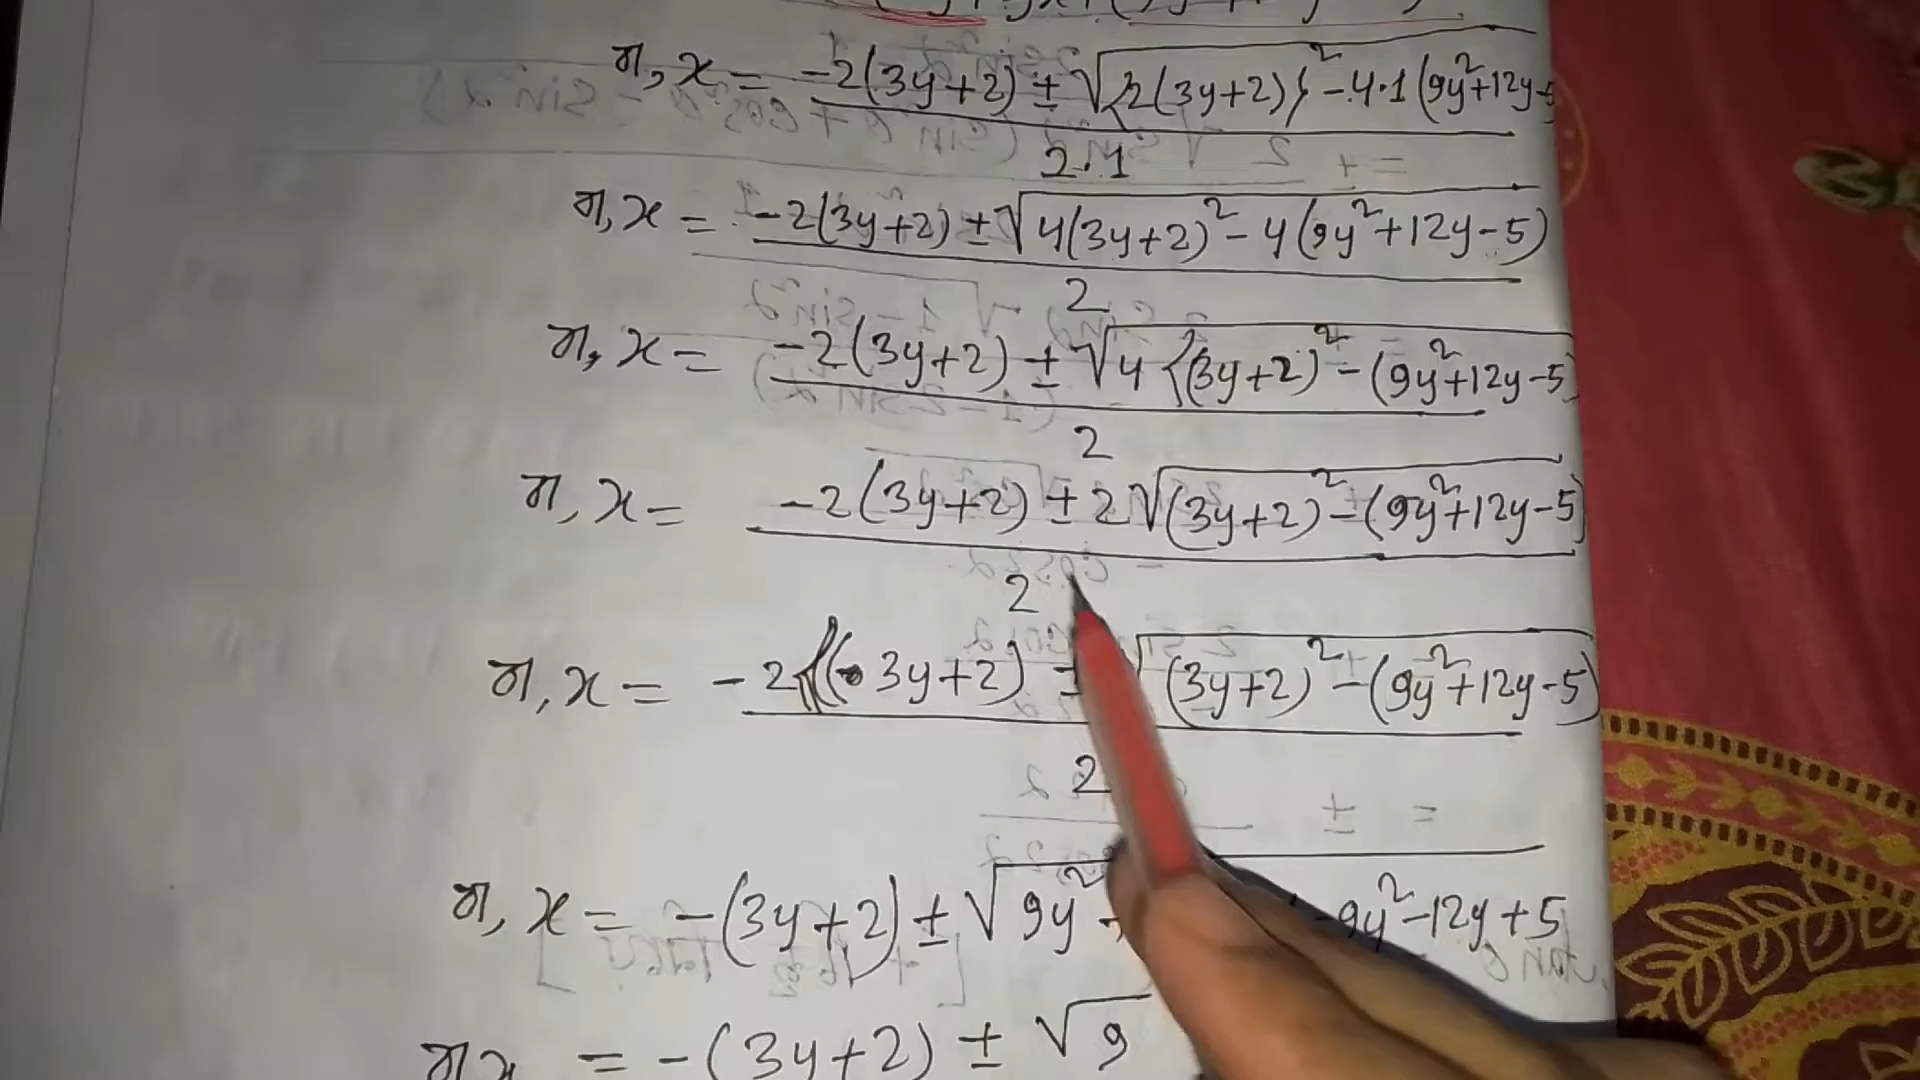 वा, x = -2(3y+2) ± √{2(3y+2)}² - 4·1(9y²+12y-5
2·1
वा, x = -2(3y+2) ± √4(3y+2)² - 4(9y²+12y-5)
2
वा, x = -2(3y+2) ± √4{(3y+2)² - (9y²+12y-5)
2
वा, x = -2(3y+2) ± 2√(3y+2)² - (9y²+12y-5)
2
वा, x = -2(3y+2) ± √(3y+2)² - (9y²+12y-5)
2
वा, x = -(3y+2) ± √9y² - 9y² - 12y + 5
वा x = -(3y+2) ± √9